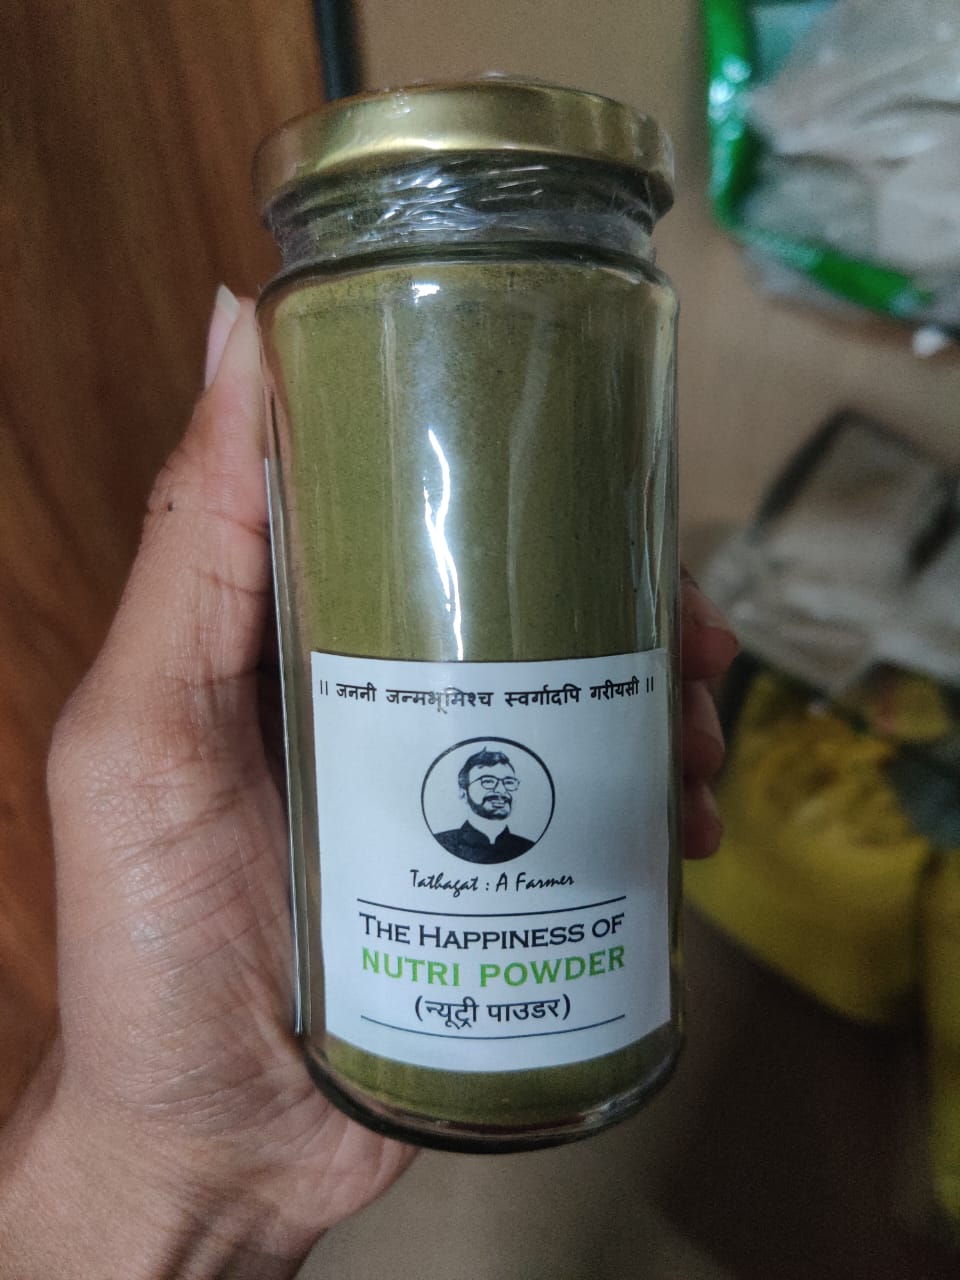 || जननी जन्मभूमिश्च स्वर्गादपि गरीयसी ||
Tathagat : A Farmer
THE HAPPINESS OF
NUTRI POWDER
(न्यूट्री पाउडर)